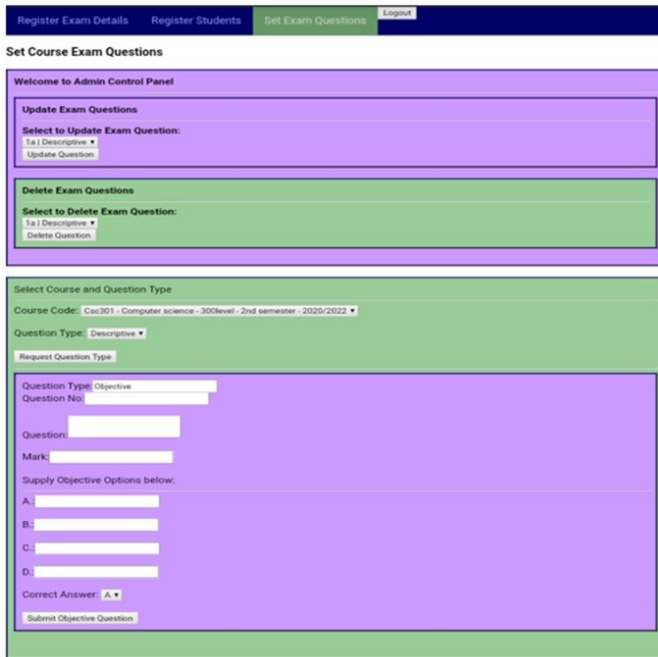 Register Exam Details Register Students Set Exam Questions Logout
Set Course Exam Questions
Welcome to Admin Control Panel
Update Exam Questions
Select to Update Exam Question:
1a | Descriptive
Update Question
Delete Exam Questions
Select to Delete Exam Question:
1a | Descriptive
Delete Question
Select Course and Question Type
Course Code: Csc301 - Computer science - 300level - 2nd semester - 2020/2022
Question Type: Descriptive
Request Question Type
Question Type: Objective
Question No:
Question:
Mark:
Supply Objective Options below:
A.:
B.:
C.:
D.:
Correct Answer: A
Submit Objective Question